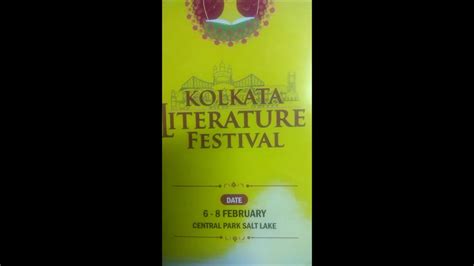 KOLKATA
LITERATURE
FESTIVAL
DATE
6 - 8 FEBRUARY
CENTRAL PARK SALT LAKE